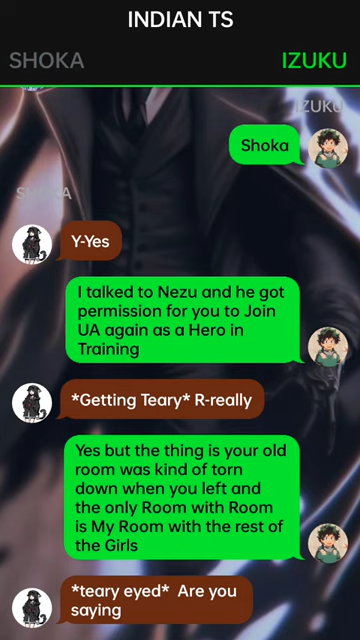 INDIAN TS
SHOKA IZUKU
IZUKU
Shoka
SHOKA
Y-Yes
I talked to Nezu and he got
permission for you to Join
UA again as a Hero in
Training
*Getting Teary* R-really
Yes but the thing is your old
room was kind of torn
down when you left and
the only Room with Room
is My Room with the rest of
the Girls
*teary eyed* Are you
saying